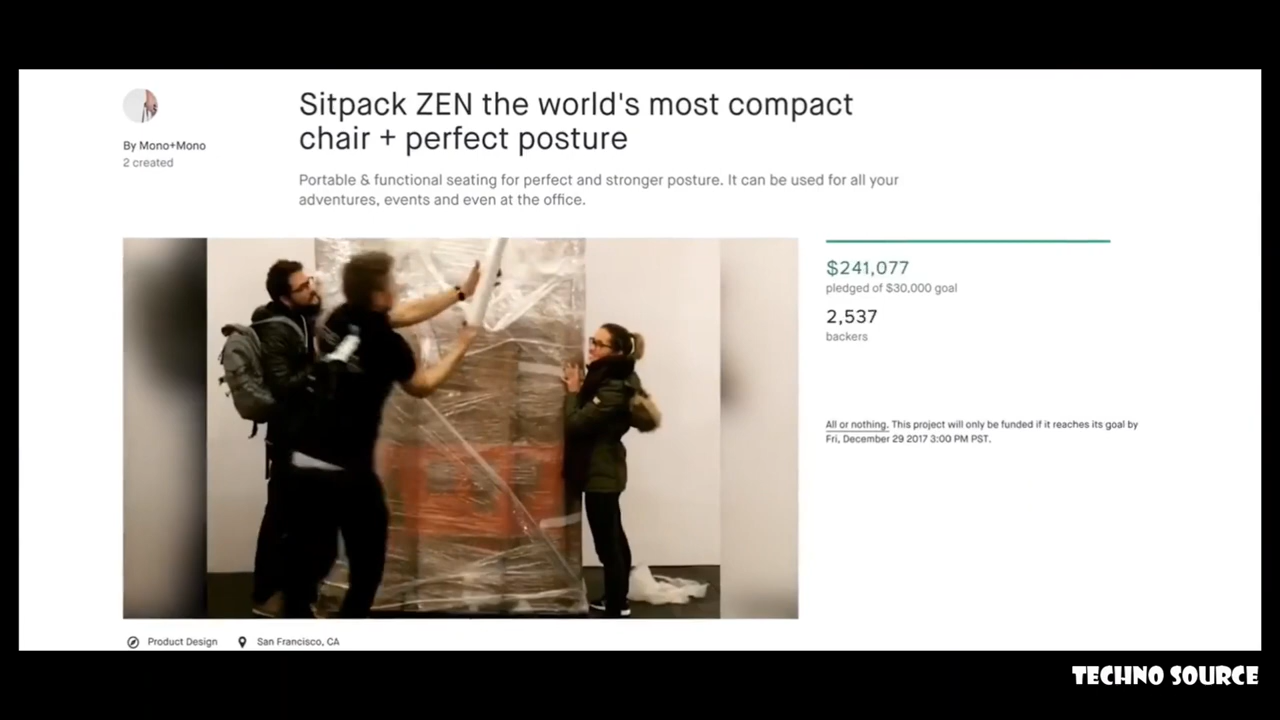 Sitpack ZEN the world's most compact
chair + perfect posture
By Mono+Mono
2 created
Portable & functional seating for perfect and stronger posture. It can be used for all your
adventures, events and even at the office.
$241,077
pledged of $30,000 goal
2,537
backers
All or nothing. This project will only be funded if it reaches its goal by
Fri, December 29 2017 3:00 PM PST.
Product Design
San Francisco, CA
TECHNO SOURCE